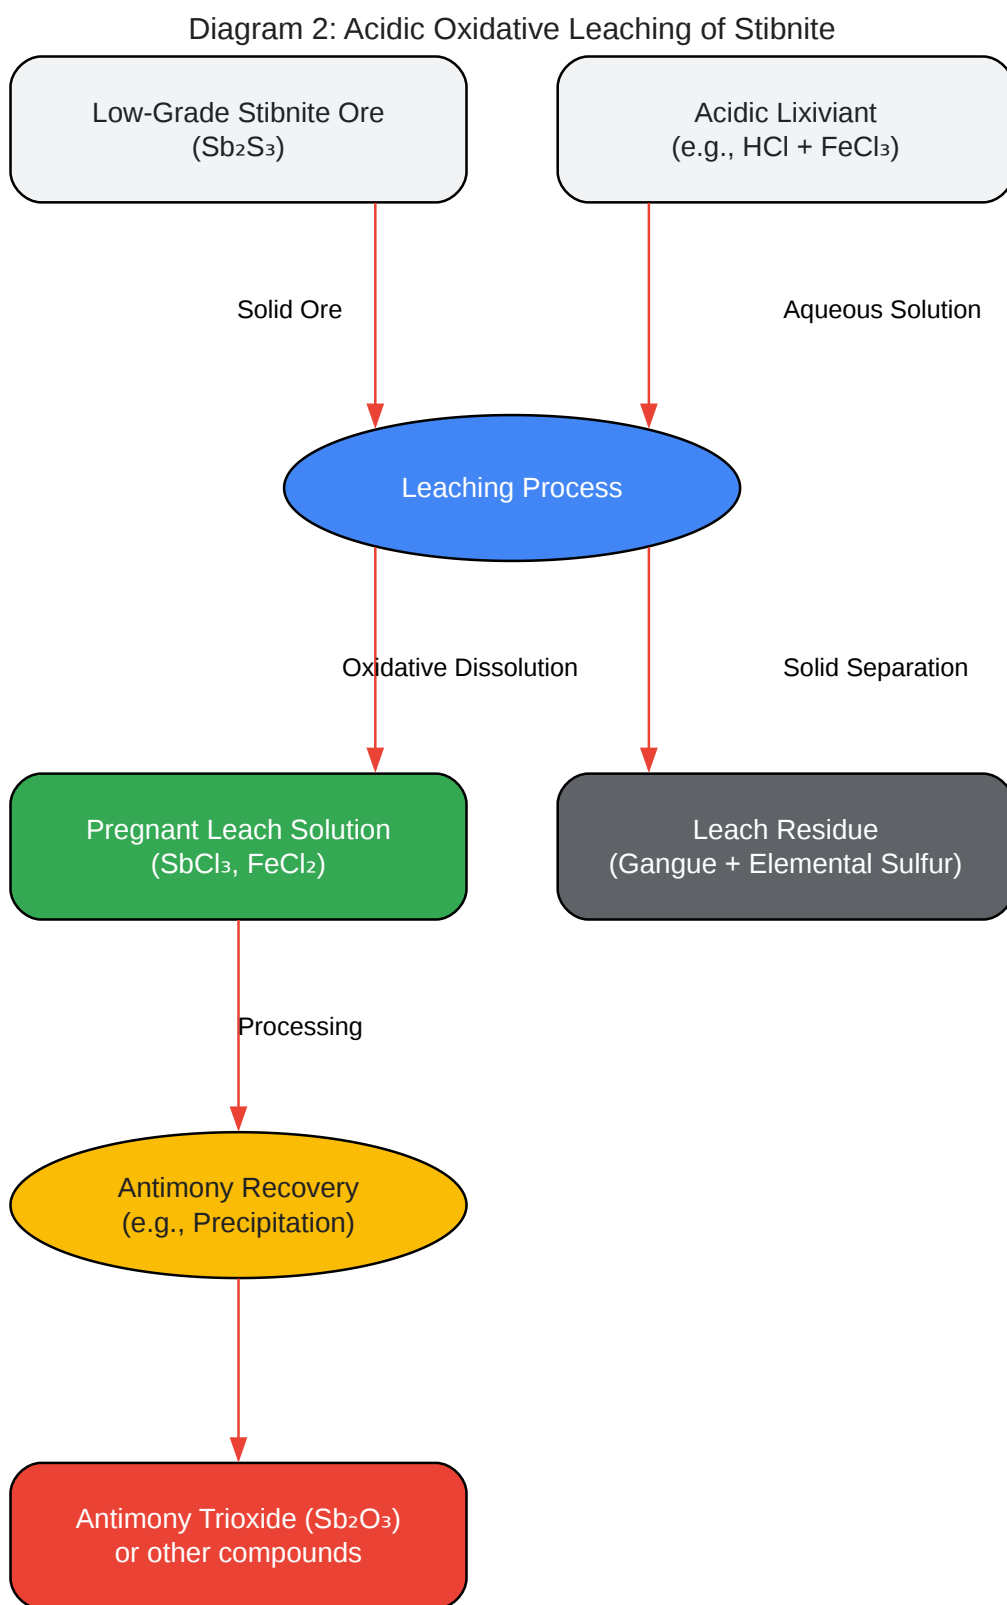 Diagram 2: Acidic Oxidative Leaching of Stibnite
Low-Grade Stibnite Ore
(Sb₂S₃)
Acidic Lixiviant
(e.g., HCl + FeCl₃)
Solid Ore
Aqueous Solution
Leaching Process
Oxidative Dissolution
Solid Separation
Pregnant Leach Solution
(SbCl₃, FeCl₂)
Leach Residue
(Gangue + Elemental Sulfur)
Processing
Antimony Recovery
(e.g., Precipitation)
Antimony Trioxide (Sb₂O₃)
or other compounds